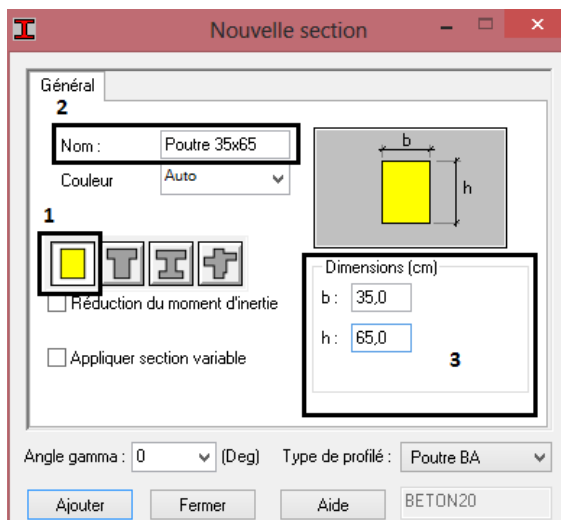 Nouvelle section
Général
2
Nom : Poutre 35x65
Couleur Auto
b
h
1
Réduction du moment d'inertie
Appliquer section variable
Dimensions (cm)
b : 35,0
h : 65,0
3
Angle gamma : 0 (Deg) Type de profilé : Poutre BA
Ajouter Fermer Aide BETON20